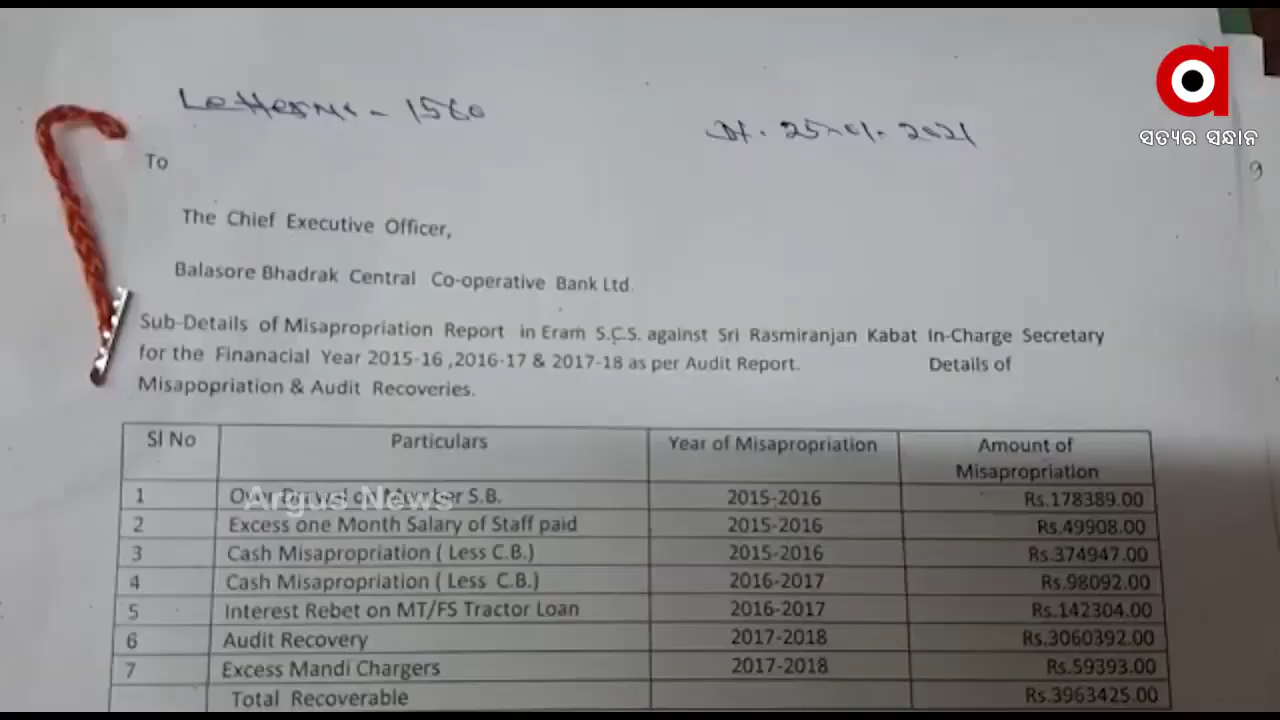 Letter No - 1560
Dt. 25.01.2021
ସତ୍ୟର ସନ୍ଧାନ
9
To
The Chief Executive Officer,
Balasore Bhadrak Central Co-operative Bank Ltd.
Sub-Details of Misapropriation Report in Eram S.C.S. against Sri Rasmiranjan Kabat In-Charge Secretary
for the Finanacial Year 2015-16 ,2016-17 & 2017-18 as per Audit Report. Details of
Misapopriation & Audit Recoveries.
Sl No Particulars Year of Misapropriation Amount of
Misapropriation
1 S.B. 2015-2016 Rs.178389.00
Argus News
2 Excess one Month Salary of Staff paid 2015-2016 Rs.49908.00
3 Cash Misapropriation ( Less C.B.) 2015-2016 Rs.374947.00
4 Cash Misapropriation ( Less C.B.) 2016-2017 Rs.98092.00
5 Interest Rebet on MT/FS Tractor Loan 2016-2017 Rs.142304.00
6 Audit Recovery 2017-2018 Rs.3060392.00
7 Excess Mandi Chargers 2017-2018 Rs.59393.00
Total Recoverable Rs.3963425.00